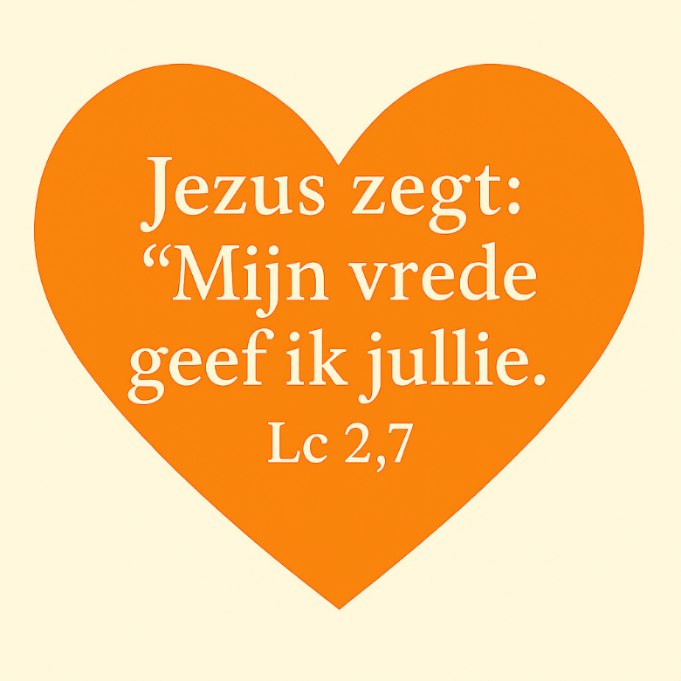 Jezus zegt:
“Mijn vrede
geef ik jullie.
Lc 2,7